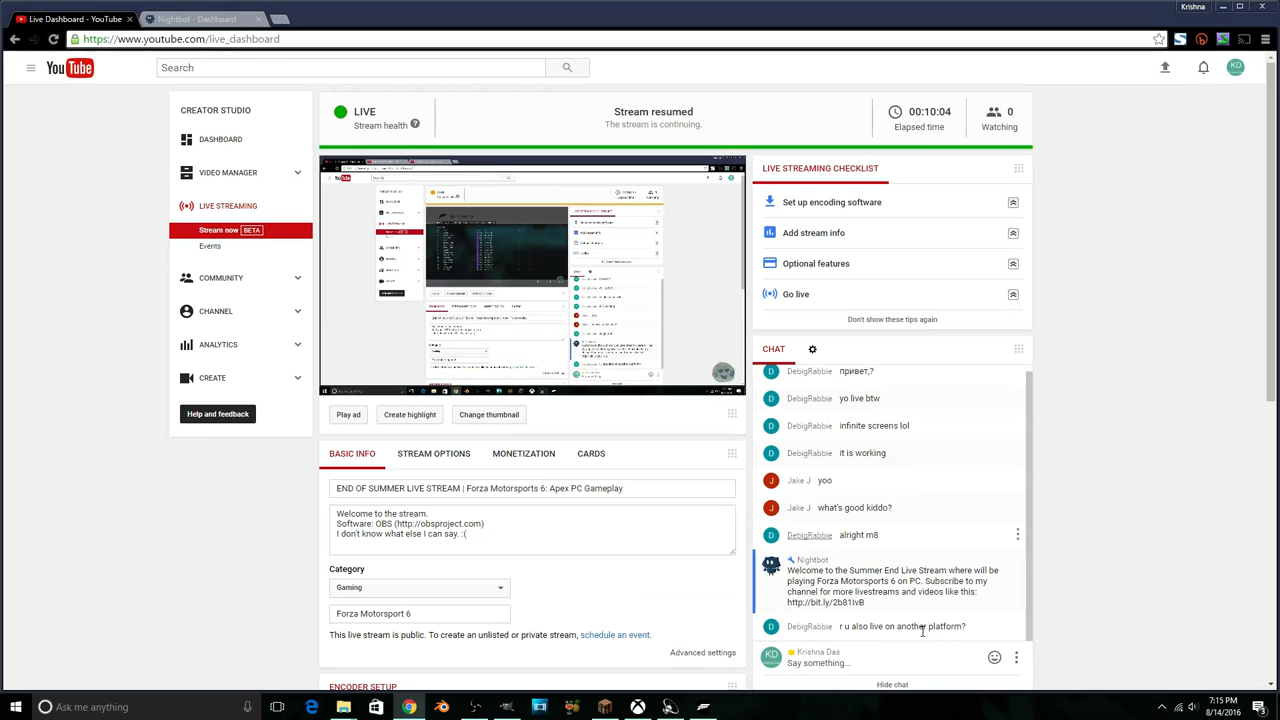 Live Dashboard - YouTube
Nightbot - Dashboard
Krishna
https://www.youtube.com/live_dashboard
YouTube
Search
KD
CREATOR STUDIO
DASHBOARD
VIDEO MANAGER
LIVE STREAMING
Stream now BETA
Events
COMMUNITY
CHANNEL
ANALYTICS
CREATE
Help and feedback
LIVE
Stream health ?
Stream resumed
The stream is continuing.
00:10:04
Elapsed time
0
Watching
Play ad
Create highlight
Change thumbnail
BASIC INFO
STREAM OPTIONS
MONETIZATION
CARDS
END OF SUMMER LIVE STREAM | Forza Motorsports 6: Apex PC Gameplay
Welcome to the stream.
Software: OBS (http://obsproject.com)
I don't know what else I can say. :(
Category
Gaming
Forza Motorsport 6
This live stream is public. To create an unlisted or private stream, schedule an event.
Advanced settings
ENCODER SETUP
LIVE STREAMING CHECKLIST
Set up encoding software
Add stream info
Optional features
Go live
Don't show these tips again
CHAT
D DebigRabbie привет,?
D DebigRabbie yo live btw
D DebigRabbie infinite screens lol
D DebigRabbie it is working
J Jake J yoo
J Jake J what's good kiddo?
D DebigRabbie alright m8
Nightbot
Welcome to the Summer End Live Stream where will be
playing Forza Motorsports 6 on PC. Subscribe to my
channel for more livestreams and videos like this:
http://bit.ly/2b81IvB
D DebigRabbie r u also live on another platform?
KD Krishna Das
Say something...
Hide chat
Ask me anything
7:15 PM
8/14/2016